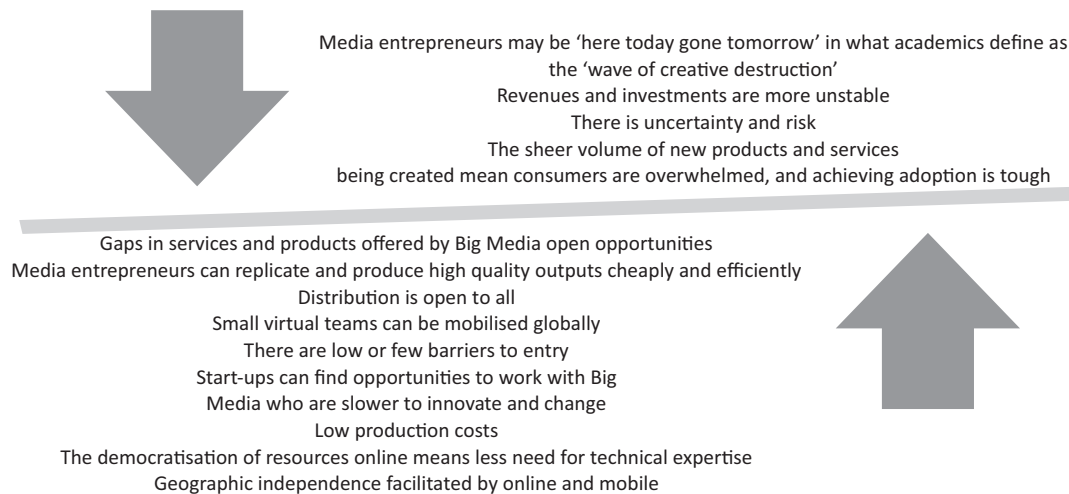 Media entrepreneurs may be ‘here today gone tomorrow’ in what academics define as
the ‘wave of creative destruction’
Revenues and investments are more unstable
There is uncertainty and risk
The sheer volume of new products and services
being created mean consumers are overwhelmed, and achieving adoption is tough
Gaps in services and products offered by Big Media open opportunities
Media entrepreneurs can replicate and produce high quality outputs cheaply and efficiently
Distribution is open to all
Small virtual teams can be mobilised globally
There are low or few barriers to entry
Start-ups can find opportunities to work with Big
Media who are slower to innovate and change
Low production costs
The democratisation of resources online means less need for technical expertise
Geographic independence facilitated by online and mobile